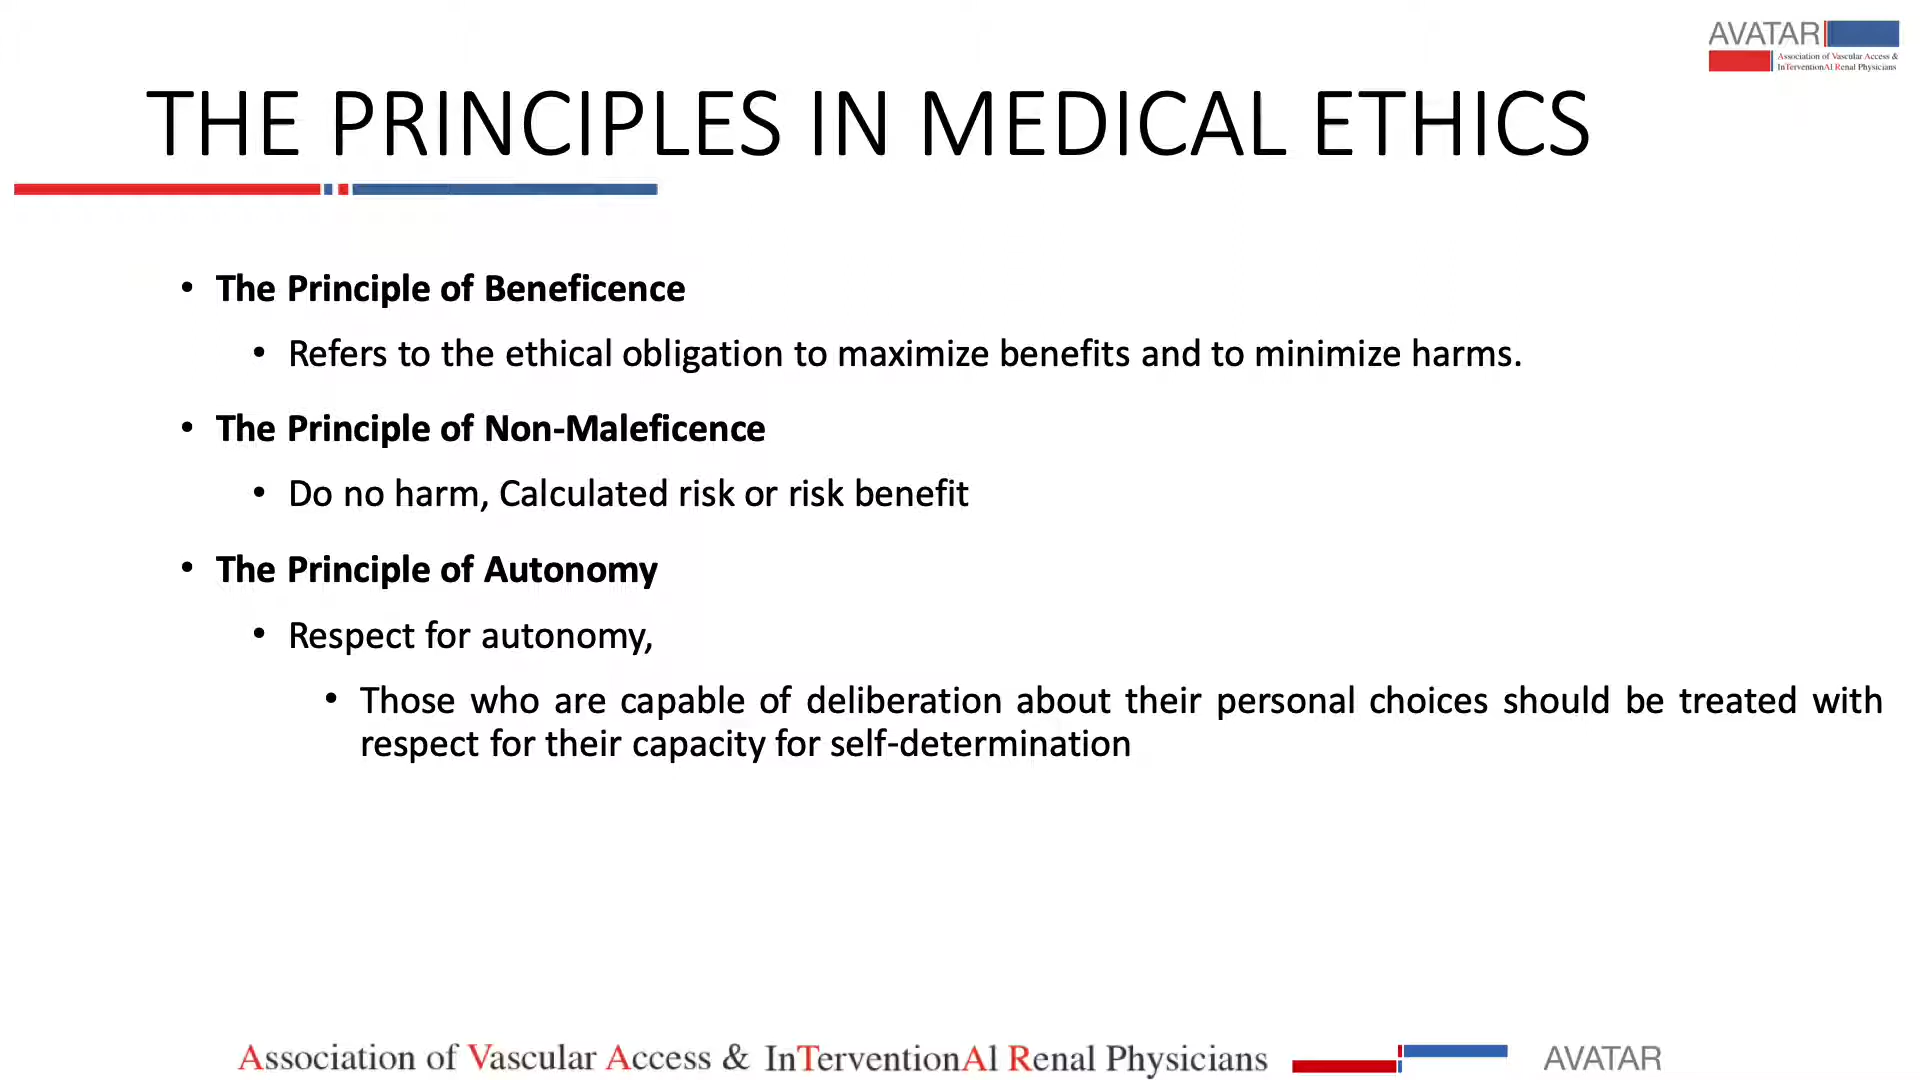 AVATAR
Association of Vascular Access &
InTerventionAl Renal Physicians
THE PRINCIPLES IN MEDICAL ETHICS
• The Principle of Beneficence
• Refers to the ethical obligation to maximize benefits and to minimize harms.
• The Principle of Non-Maleficence
• Do no harm, Calculated risk or risk benefit
• The Principle of Autonomy
• Respect for autonomy,
• Those who are capable of deliberation about their personal choices should be treated with
respect for their capacity for self-determination
Association of Vascular Access & InTerventionAl Renal Physicians
AVATAR